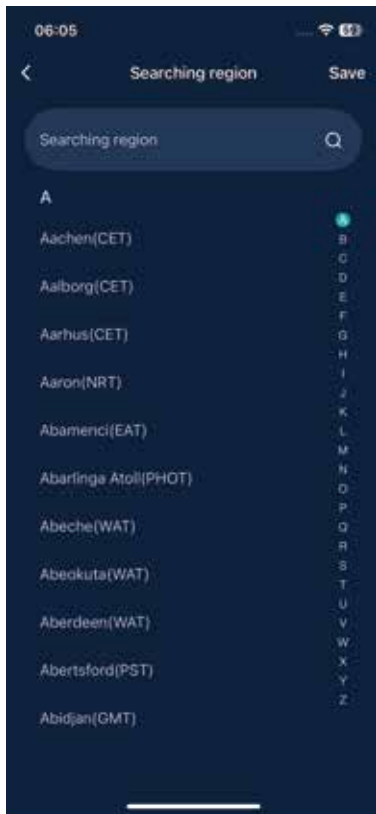 06:05
Searching region
Save
Searching region
A
Aachen(CET)
Aalborg(CET)
Aarhus(CET)
Aaron(NRT)
Abamenci(EAT)
Abarlinga Atoll(PHOT)
Abeche(WAT)
Abeokuta(WAT)
Aberdeen(WAT)
Abertsford(PST)
Abidjan(GMT)
A
B
C
D
E
F
G
H
I
J
K
L
M
N
O
P
Q
R
S
T
U
V
W
X
Y
Z